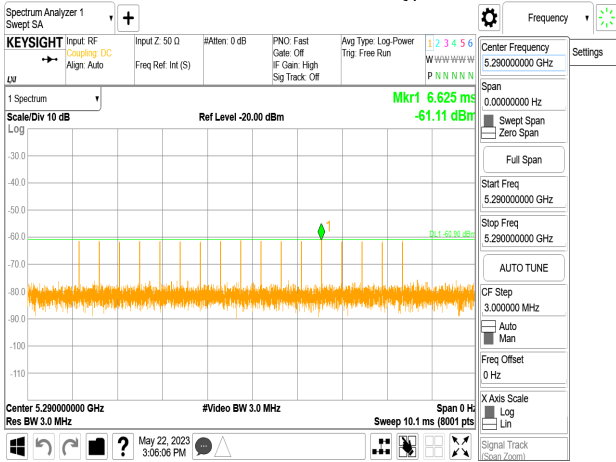 Spectrum Analyzer 1
Swept SA
+
Frequency
KEYSIGHT
Input: RF
Coupling: DC
Align: Auto
Input Z: 50 Ω
Freq Ref: Int (S)
#Atten: 0 dB
PNO: Fast
Gate: Off
IF Gain: High
Sig Track: Off
Avg Type: Log-Power
Trig: Free Run
1 2 3 4 5 6
W W W W W W
P N N N N N
LXI
1 Spectrum
Scale/Div 10 dB
Ref Level -20.00 dBm
Mkr1 6.625 ms
-61.11 dBm
Log
-30.0
-40.0
-50.0
-60.0
-70.0
-80.0
-90.0
-100
-110
1
DL1 -60.90 dBm
Center 5.290000000 GHz
Res BW 3.0 MHz
#Video BW 3.0 MHz
Span 0 Hz
Sweep 10.1 ms (8001 pts
?
May 22, 2023
3:06:06 PM
Center Frequency
5.290000000 GHz
Settings
Span
0.00000000 Hz
Swept Span
Zero Span
Full Span
Start Freq
5.290000000 GHz
Stop Freq
5.290000000 GHz
AUTO TUNE
CF Step
3.000000 MHz
Auto
Man
Freq Offset
0 Hz
X Axis Scale
Log
Lin
Signal Track
(Span Zoom)